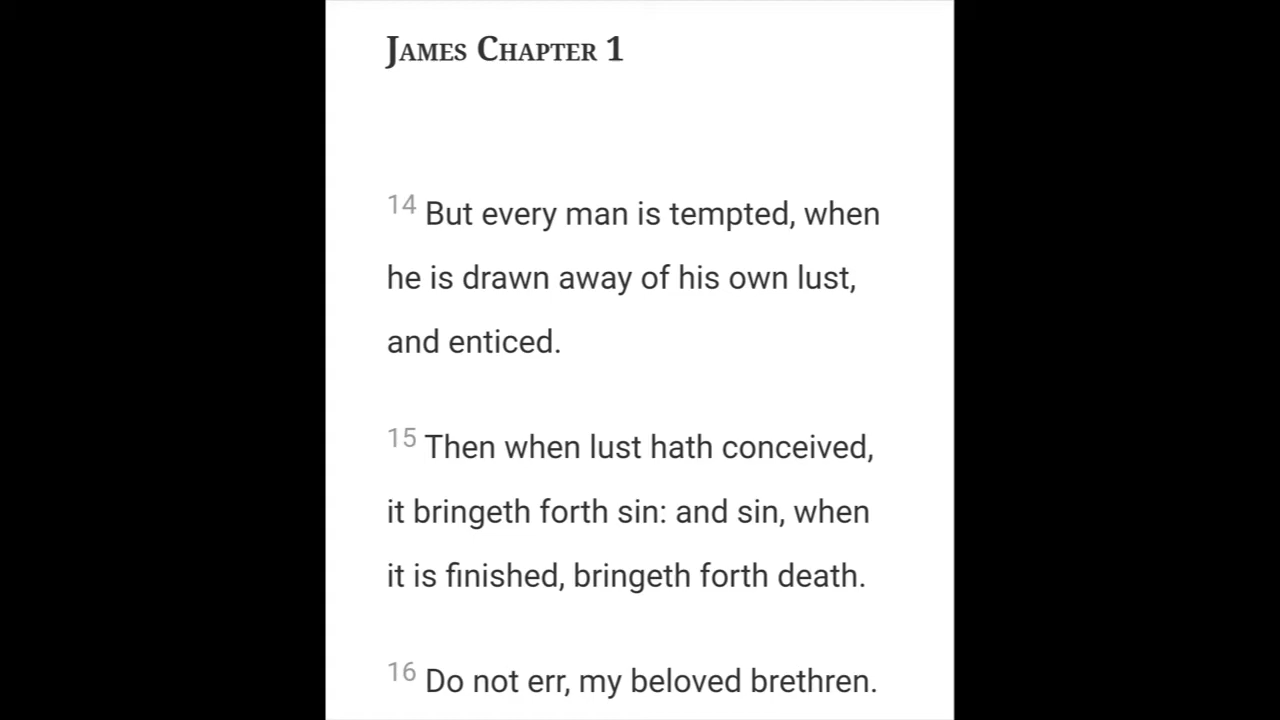 James Chapter 1
14 But every man is tempted, when
he is drawn away of his own lust,
and enticed.
15 Then when lust hath conceived,
it bringeth forth sin: and sin, when
it is finished, bringeth forth death.
16 Do not err, my beloved brethren.